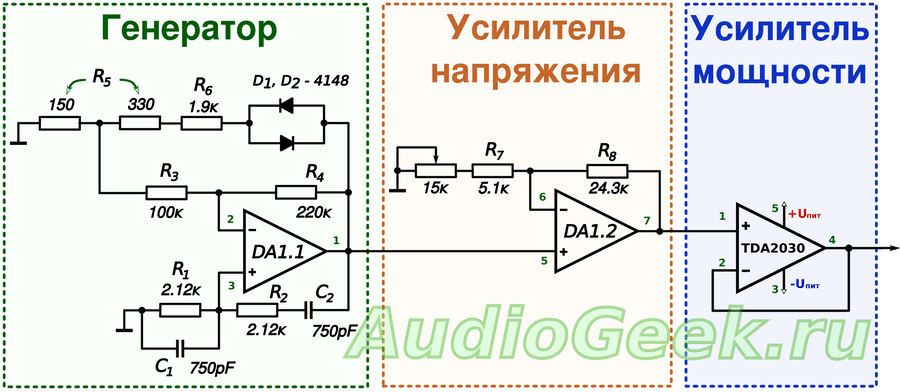 Генератор
Усилитель
напряжения
Усилитель
мощности
R5
150
330
R6
1.9к
D1, D2 - 4148
R3
100к
R4
220к
2
DA1.1
1
3
R1
2.12к
R2
2.12к
C2
750pF
C1
750pF
15к
R7
5.1к
R8
24.3к
6
DA1.2
7
5
1
2
TDA2030
5
+Uпит
4
3
-Uпит
AudioGeek.ru